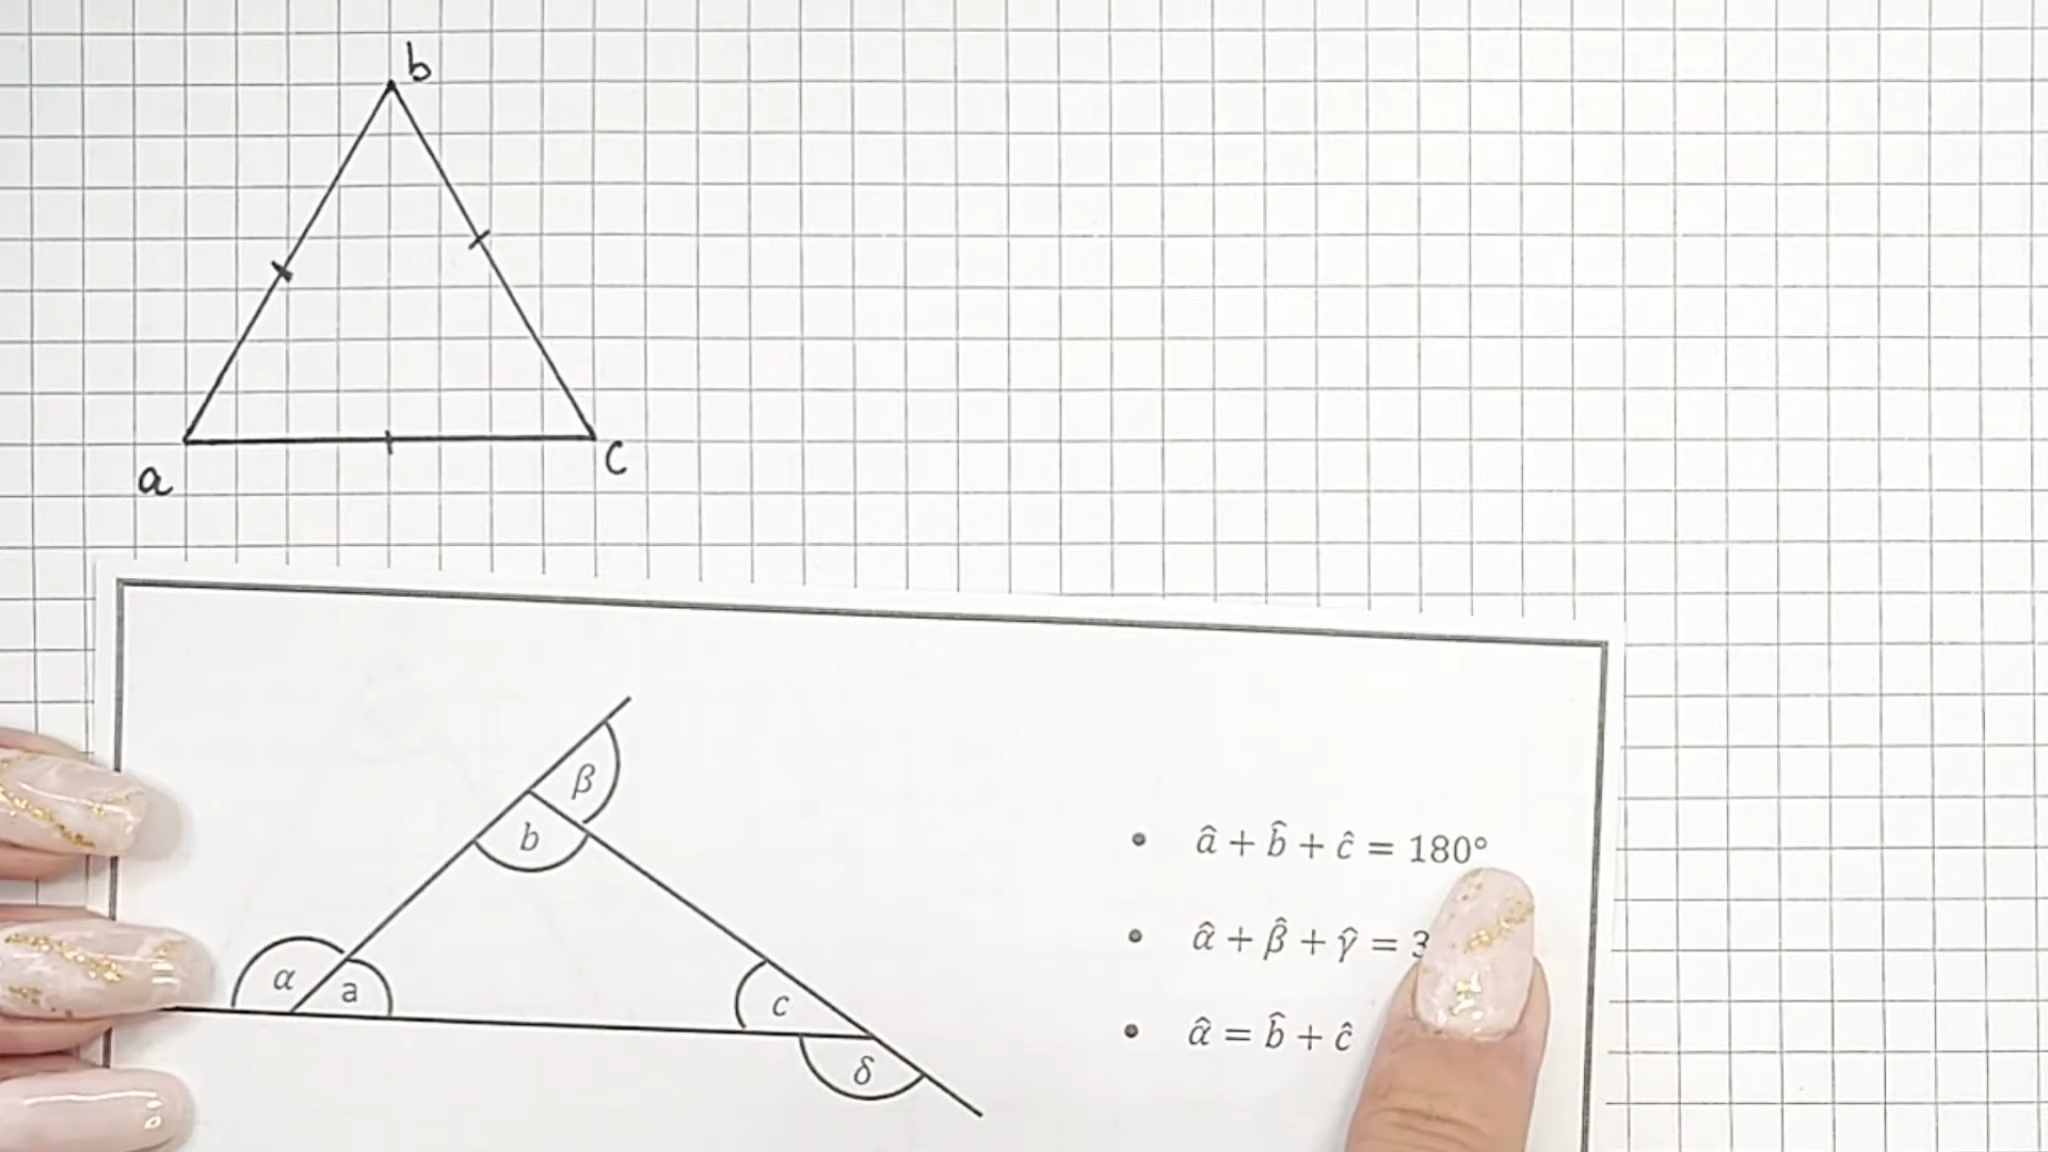 b
a
c
β
b
α
a
c
δ
• â + b̂ + ĉ = 180°
• α̂ + β̂ + γ̂ = 3
• α̂ = b̂ + ĉ